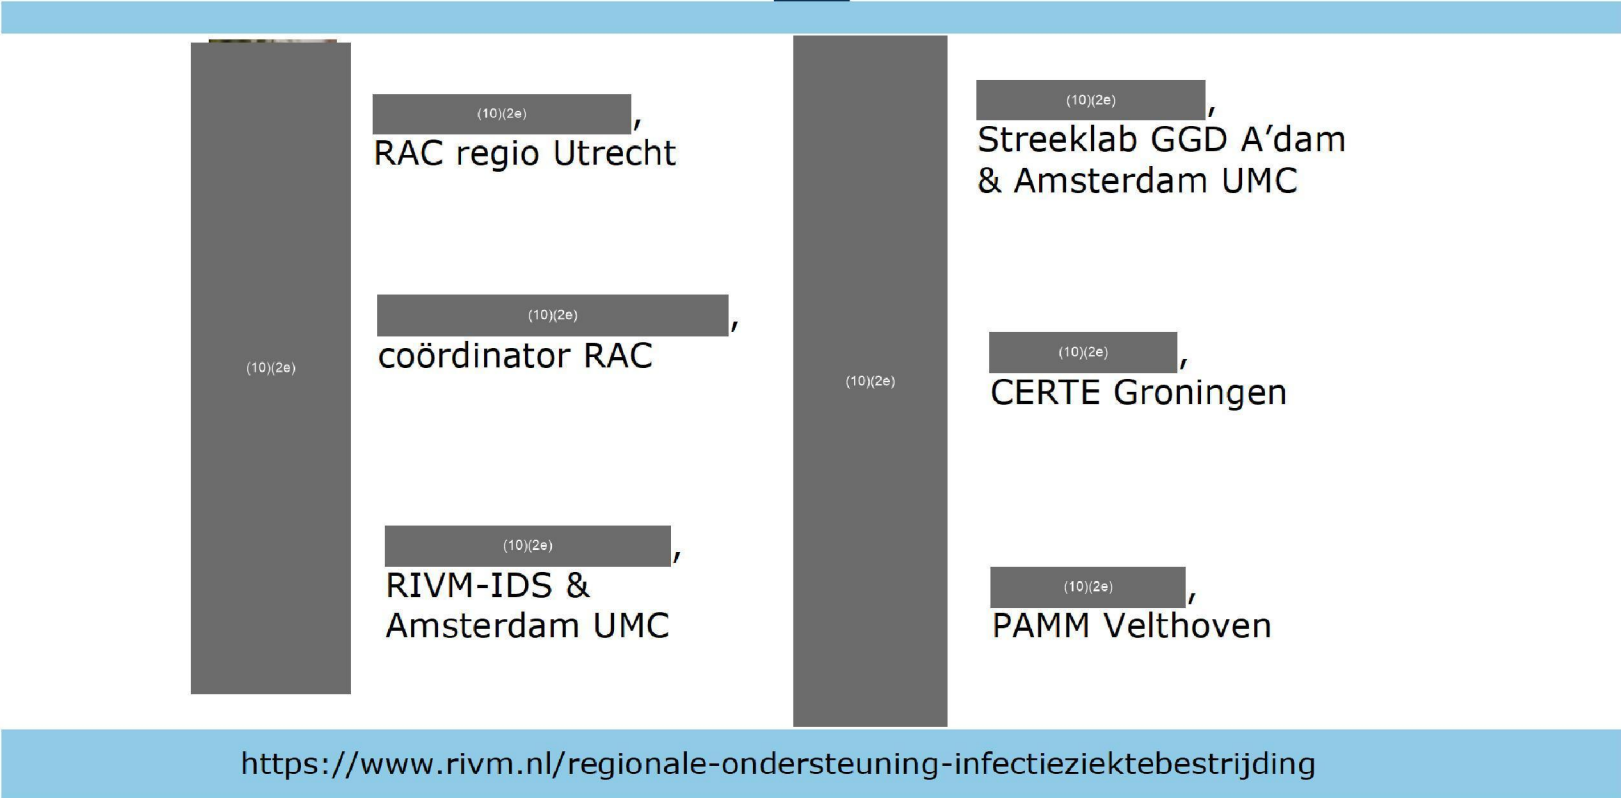 (10)(2e)
(10)(2e),
RAC regio Utrecht
(10)(2e),
coördinator RAC
(10)(2e),
RIVM-IDS &
Amsterdam UMC
(10)(2e)
(10)(2e),
Streeklab GGD A’dam
& Amsterdam UMC
(10)(2e),
CERTE Groningen
(10)(2e),
PAMM Velthoven
https://www.rivm.nl/regionale-ondersteuning-infectieziektebestrijding